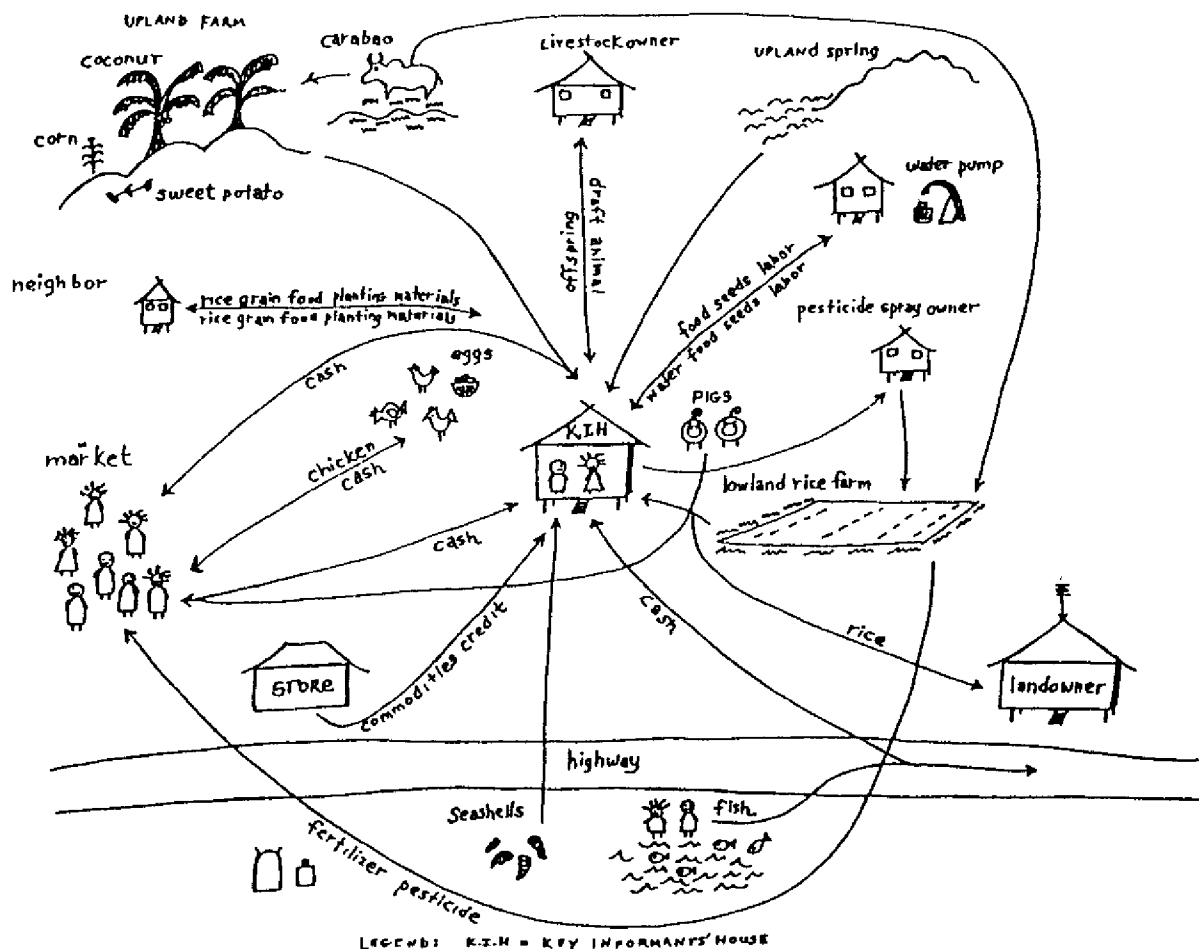 UPLAND FARM
coconut
carabao
Livestock owner
UPLAND spring
corn
sweet potato
water pump
draft animal
offspring
neighbor
rice grain food planting materials
rice grain food planting materials
food seeds labor
water food seeds labor
pesticide spray owner
cash
eggs
PIGS
K.I.H
market
chicken
cash
lowland rice farm
cash
cash
rice
STORE
commodities credit
landowner
highway
Seashells
fish
fertilizer pesticide
LEGEND: K.I.H = KEY INFORMANTS' HOUSE